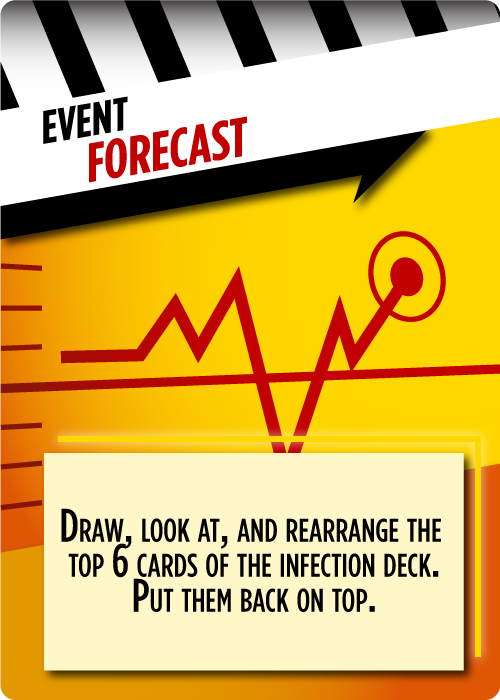 EVENT
FORECAST
DRAW, LOOK AT, AND REARRANGE THE
TOP 6 CARDS OF THE INFECTION DECK.
PUT THEM BACK ON TOP.